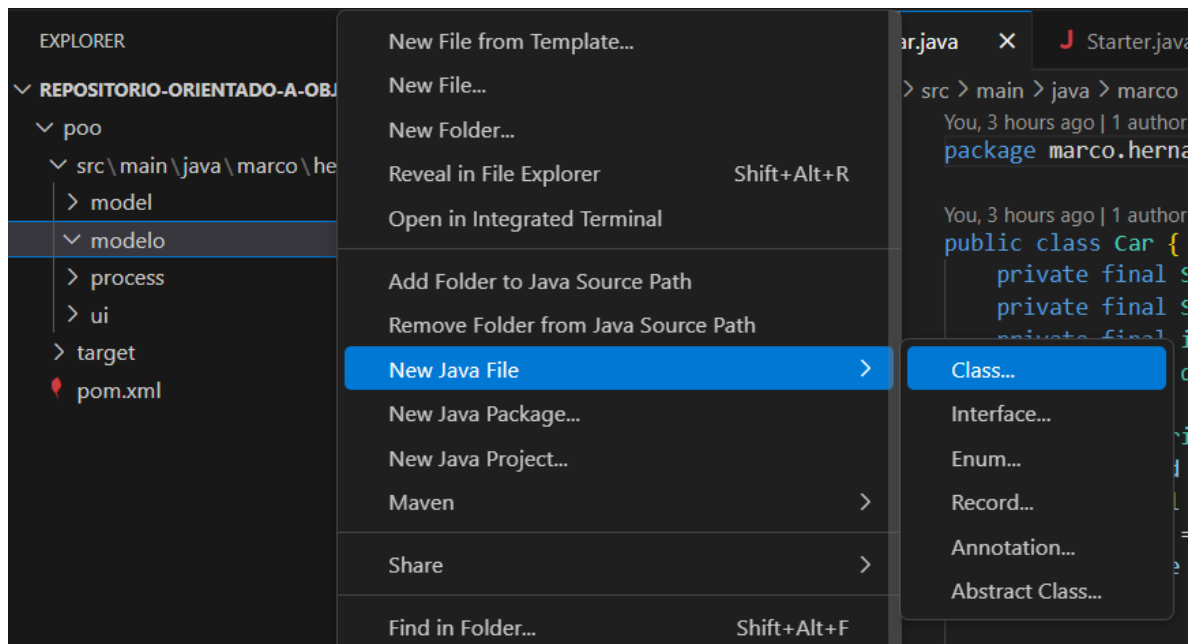 EXPLORER
REPOSITORIO-ORIENTADO-A-OBJ
poo
src\main\java\marco\he
model
modelo
process
ui
target
pom.xml
New File from Template...
New File...
New Folder...
Reveal in File Explorer Shift+Alt+R
Open in Integrated Terminal
Add Folder to Java Source Path
Remove Folder from Java Source Path
New Java File
New Java Package...
New Java Project...
Maven
Share
Find in Folder... Shift+Alt+F
Class...
Interface...
Enum...
Record...
Annotation...
Abstract Class...
ar.java × J Starter.java
> src > main > java > marco
You, 3 hours ago | 1 author
package marco.herna
You, 3 hours ago | 1 author
public class Car {
private final S
private final S
private final i